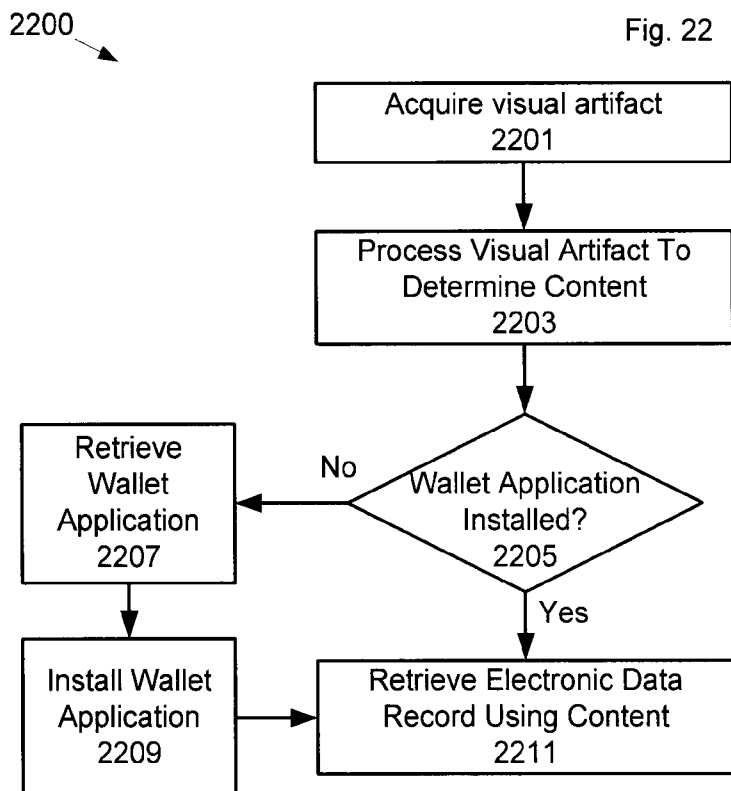 2200
Fig. 22
Acquire visual artifact
2201
Process Visual Artifact To
Determine Content
2203
Wallet Application
Installed?
2205
No
Yes
Retrieve
Wallet
Application
2207
Install Wallet
Application
2209
Retrieve Electronic Data
Record Using Content
2211